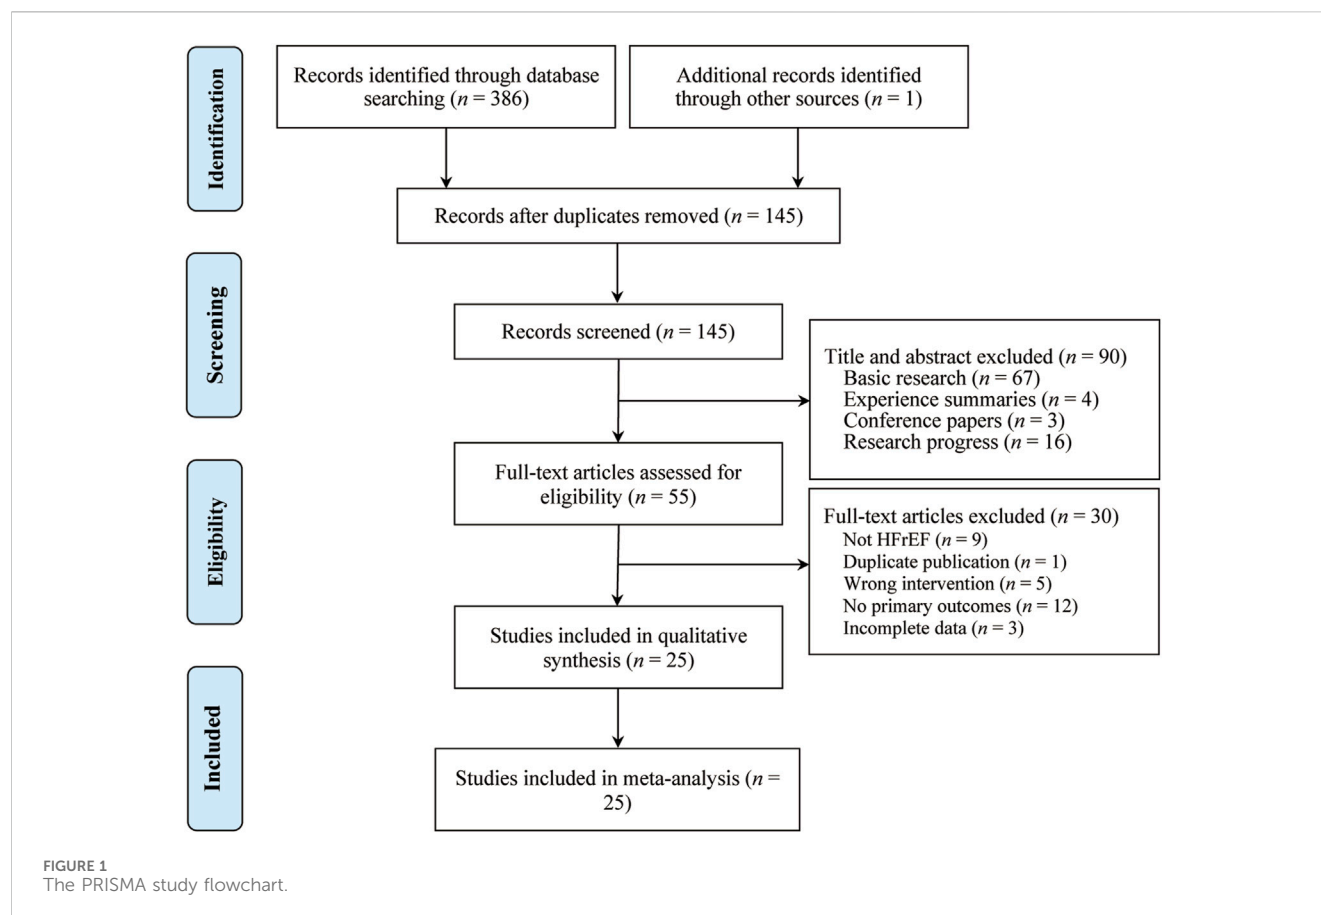 Identification
Records identified through database
searching (n = 386)
Additional records identified
through other sources (n = 1)
Records after duplicates removed (n = 145)
Screening
Records screened (n = 145)
Title and abstract excluded (n = 90)
Basic research (n = 67)
Experience summaries (n = 4)
Conference papers (n = 3)
Research progress (n = 16)
Eligibility
Full-text articles assessed for
eligibility (n = 55)
Full-text articles excluded (n = 30)
Not HFrEF (n = 9)
Duplicate publication (n = 1)
Wrong intervention (n = 5)
No primary outcomes (n = 12)
Incomplete data (n = 3)
Studies included in qualitative
synthesis (n = 25)
Included
Studies included in meta-analysis (n =
25)
FIGURE 1
The PRISMA study flowchart.